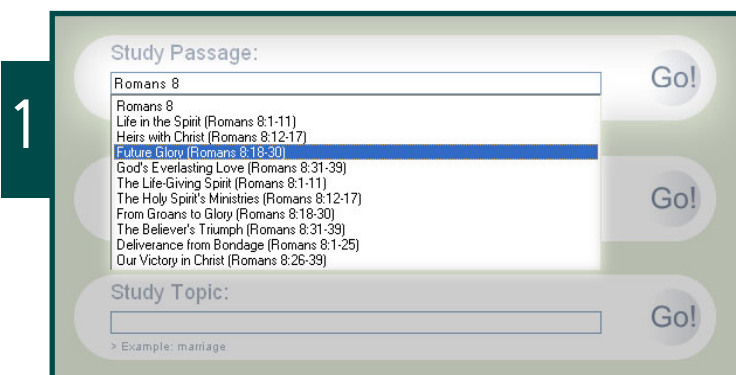 1
Study Passage:
Romans 8
Go!
Romans 8
Life in the Spirit (Romans 8:1-11)
Heirs with Christ (Romans 8:12-17)
Future Glory (Romans 8:18-30)
God's Everlasting Love (Romans 8:31-39)
The Life-Giving Spirit (Romans 8:1-11)
The Holy Spirit's Ministries (Romans 8:12-17)
From Groans to Glory (Romans 8:18-30)
The Believer's Triumph (Romans 8:31-39)
Deliverance from Bondage (Romans 8:1-25)
Our Victory in Christ (Romans 8:26-39)
Go!
Study Topic:
Go!
> Example: marriage